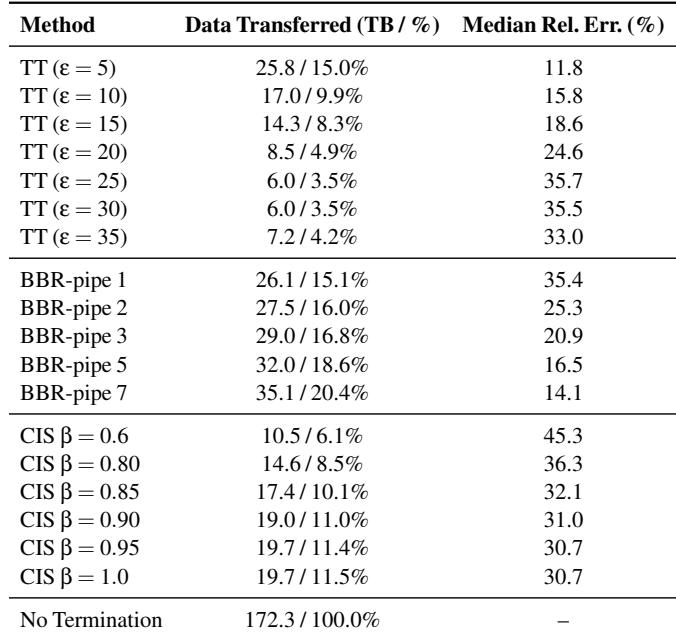 Method Data Transferred (TB / %) Median Rel. Err. (%)
TT (ε = 5) 25.8 / 15.0% 11.8
TT (ε = 10) 17.0 / 9.9% 15.8
TT (ε = 15) 14.3 / 8.3% 18.6
TT (ε = 20) 8.5 / 4.9% 24.6
TT (ε = 25) 6.0 / 3.5% 35.7
TT (ε = 30) 6.0 / 3.5% 35.5
TT (ε = 35) 7.2 / 4.2% 33.0
BBR-pipe 1 26.1 / 15.1% 35.4
BBR-pipe 2 27.5 / 16.0% 25.3
BBR-pipe 3 29.0 / 16.8% 20.9
BBR-pipe 5 32.0 / 18.6% 16.5
BBR-pipe 7 35.1 / 20.4% 14.1
CIS β = 0.6 10.5 / 6.1% 45.3
CIS β = 0.80 14.6 / 8.5% 36.3
CIS β = 0.85 17.4 / 10.1% 32.1
CIS β = 0.90 19.0 / 11.0% 31.0
CIS β = 0.95 19.7 / 11.4% 30.7
CIS β = 1.0 19.7 / 11.5% 30.7
No Termination 172.3 / 100.0% –